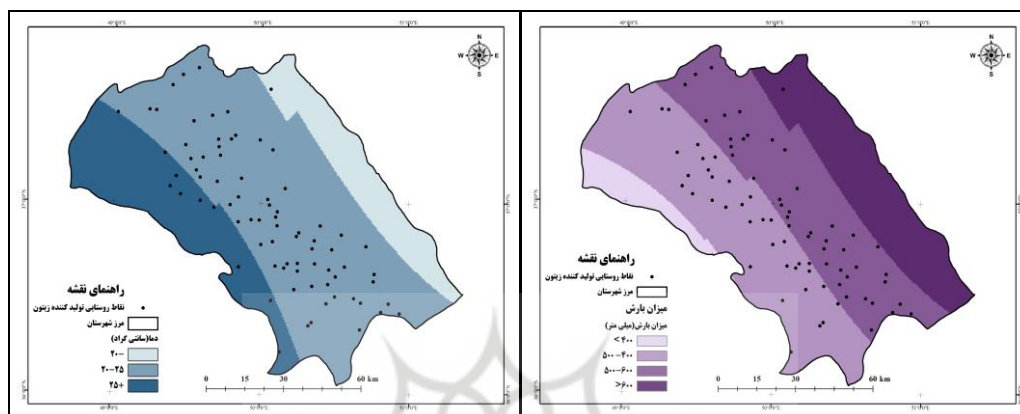 N
W E
S
راهنمای نقشه
نقاط روستایی تولید کننده زیتون
مرز شهرستان
دما(سانتی گراد)
۲۰-
۲۰-۲۵
۲۵+
0 15 30 60 km
N
W E
S
راهنمای نقشه
نقاط روستایی تولید کننده زیتون
مرز شهرستان
میزان بارش
میزان بارش(میلی متر)
< ۴۰۰
۵۰۰-۴۰۰
۵۰۰-۶۰۰
>۶۰۰
0 15 30 60 km